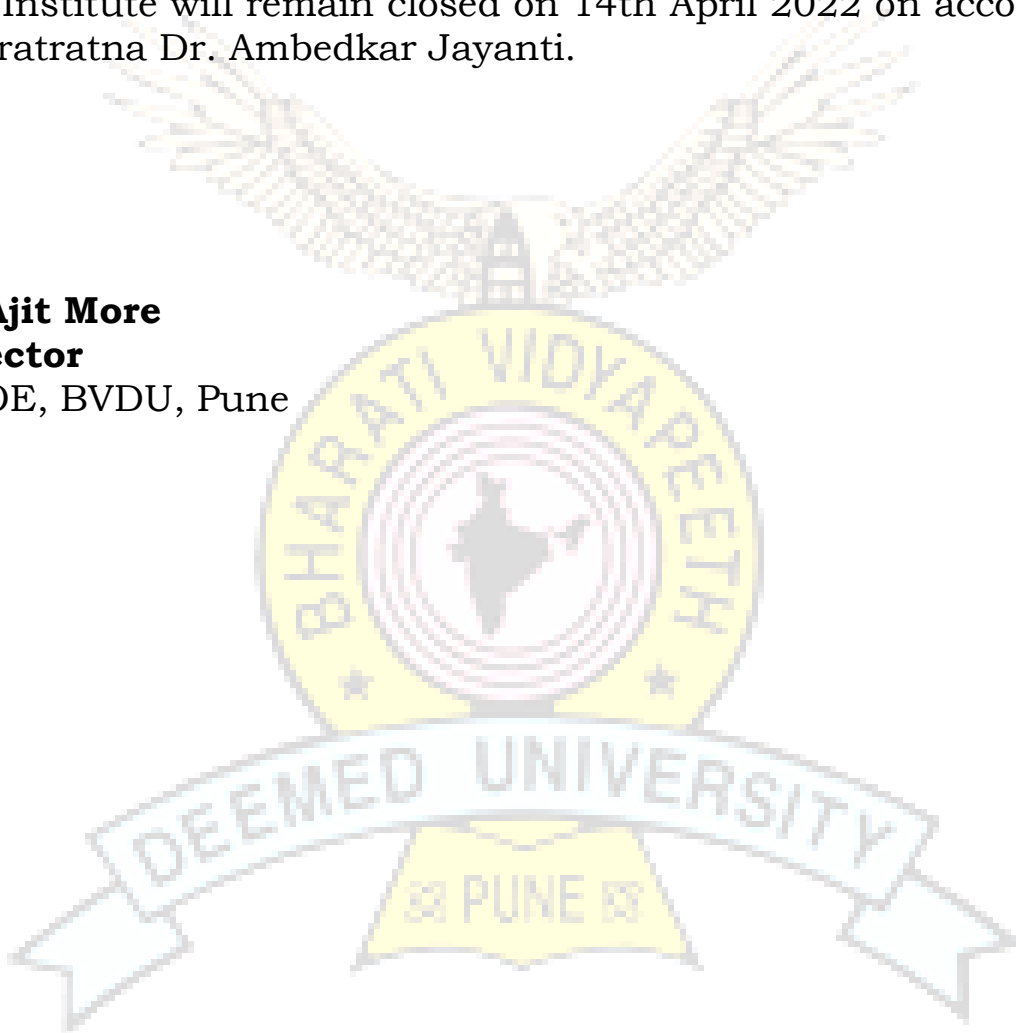 Institute will remain closed on 14th April 2022 on acco
ratratna Dr. Ambedkar Jayanti.
Ajit More
ector
DE, BVDU, Pune
BHARATI VIDYAPEETH
DEEMED UNIVERSITY
PUNE